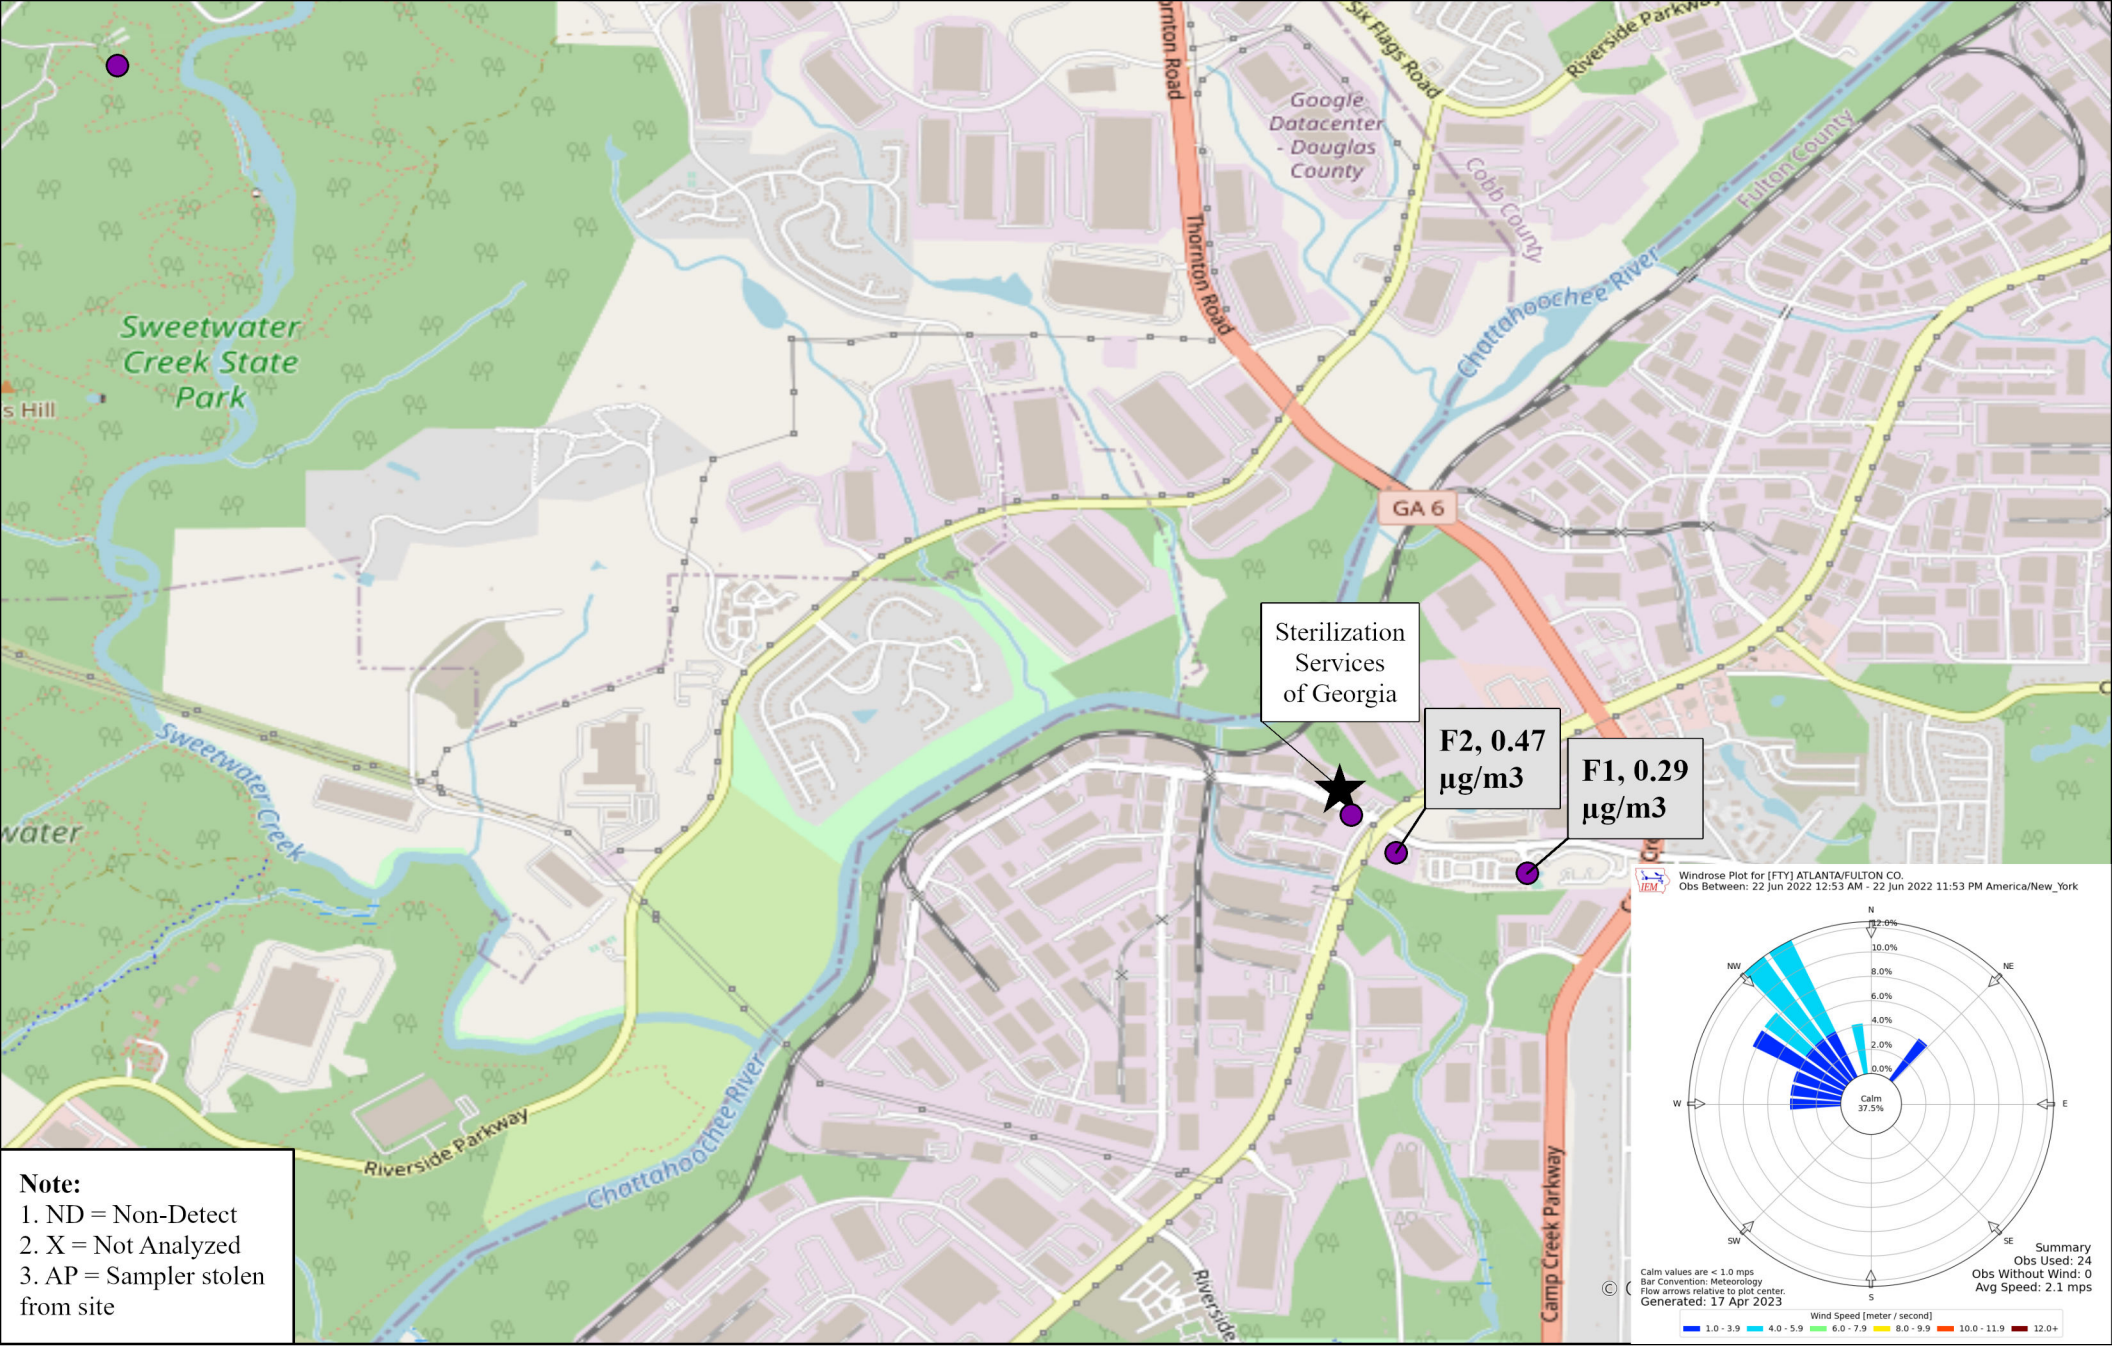 Six Flags Road
Riverside Parkway
ornton Road
Google
Datacenter
- Douglas
County
Cobb County
Fulton County
Thornton Road
Chattahoochee River
Sweetwater
Creek State
Park
s Hill
GA 6
Sterilization
Services
of Georgia
F2, 0.47
µg/m3
F1, 0.29
µg/m3
Sweetwater Creek
water
Riverside Parkway
Chattahoochee River
Camp Creek Parkway
Riverside
©
Note:
1. ND = Non-Detect
2. X = Not Analyzed
3. AP = Sampler stolen
from site
IEM
Windrose Plot for [FTY] ATLANTA/FULTON CO.
Obs Between: 22 Jun 2022 12:53 AM - 22 Jun 2022 11:53 PM America/New_York
N
12.0%
10.0%
NW
NE
8.0%
6.0%
4.0%
2.0%
0.0%
W
Calm
37.5%
E
SW
SE
S
Summary
Obs Used: 24
Obs Without Wind: 0
Avg Speed: 2.1 mps
Calm values are < 1.0 mps
Bar Convention: Meteorology
Flow arrows relative to plot center.
Generated: 17 Apr 2023
Wind Speed [meter / second]
1.0 - 3.9 4.0 - 5.9 6.0 - 7.9 8.0 - 9.9 10.0 - 11.9 12.0+